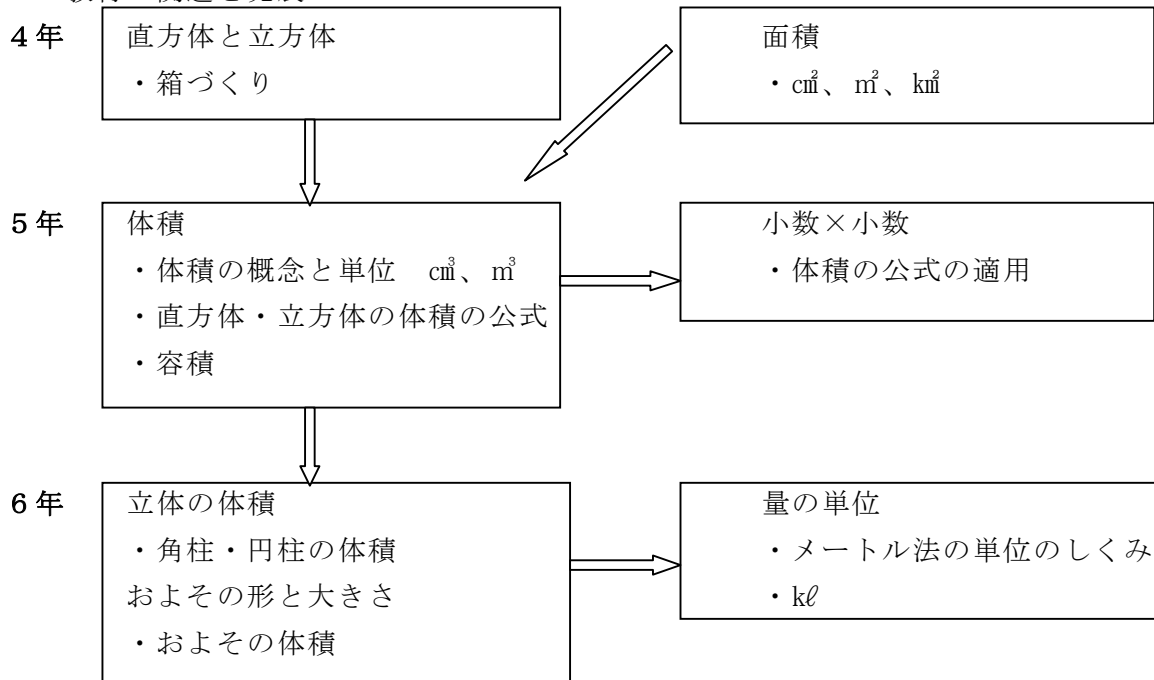 4年
直方体と立方体
・箱づくり
面積
・㎠、㎡、㎢
5年
体積
・体積の概念と単位　㎤、㎥
・直方体・立方体の体積の公式
・容積
小数×小数
・体積の公式の適用
6年
立体の体積
・角柱・円柱の体積
およその形と大きさ
・およその体積
量の単位
・メートル法の単位のしくみ
・kℓ